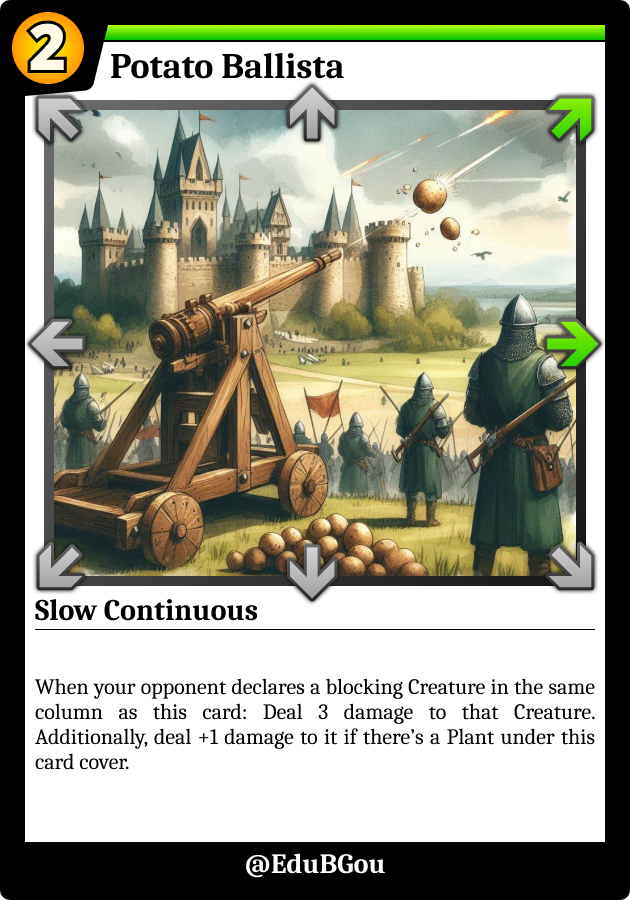 2
Potato Ballista
Slow Continuous
When your opponent declares a blocking Creature in the same
column as this card: Deal 3 damage to that Creature.
Additionally, deal +1 damage to it if there's a Plant under this
card cover.
@EduBGou